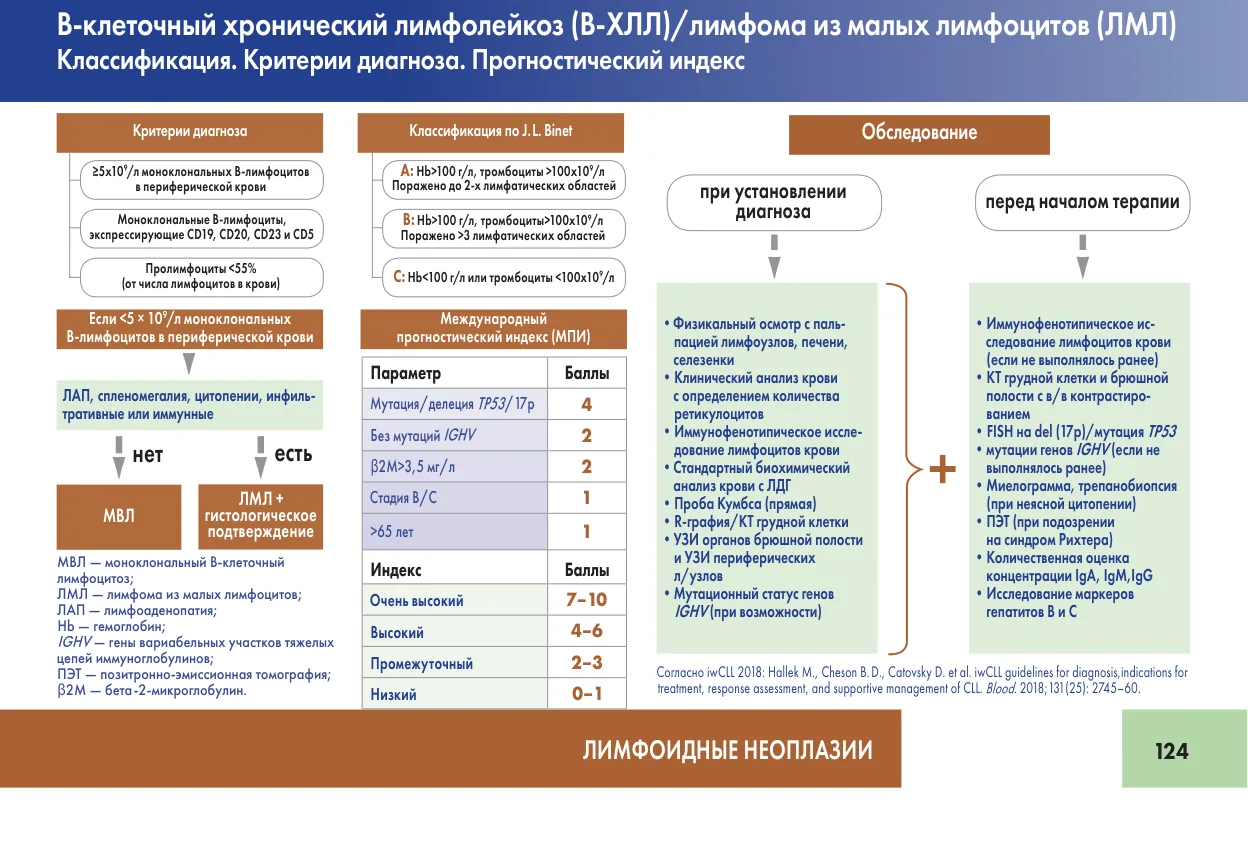 В-клеточный хронический лимфолейкоз (В-ХЛЛ)/лимфома из малых лимфоцитов (ЛМЛ)
Классификация. Критерии диагноза. Прогностический индекс
Критерии диагноза
≥5x10⁹/л моноклональных В-лимфоцитов
в периферической крови
Моноклональные В-лимфоциты,
экспрессирующие CD19, CD20, CD23 и CD5
Пролимфоциты <55%
(от числа лимфоцитов в крови)
Если <5 × 10⁹/л моноклональных
В-лимфоцитов в периферической крови
ЛАП, спленомегалия, цитопении, инфиль-
тративные или иммунные
нет
есть
МВЛ
ЛМЛ +
гистологическое
подтверждение
МВЛ — моноклональный В-клеточный
лимфоцитоз;
ЛМЛ — лимфома из малых лимфоцитов;
ЛАП — лимфоаденопатия;
Hb — гемоглобин;
IGHV — гены вариабельных участков тяжелых
цепей иммуноглобулинов;
ПЭТ — позитронно-эмиссионная томография;
β2М — бета-2-микроглобулин.
Классификация по J. L. Binet
А: Hb>100 г/л, тромбоциты >100x10⁹/л
Поражено до 2-х лимфатических областей
В: Hb>100 г/л, тромбоциты>100x10⁹/л
Поражено >3 лимфатических областей
С: Hb<100 г/л или тромбоциты <100x10⁹/л
Международный
прогностический индекс (МПИ)
Параметр Баллы
Мутация/делеция TP53/17p 4
Без мутаций IGHV 2
β2М>3,5 мг/л 2
Стадия В/С 1
>65 лет 1
Индекс Баллы
Очень высокий 7–10
Высокий 4–6
Промежуточный 2–3
Низкий 0–1
Обследование
при установлении
диагноза
• Физикальный осмотр с паль-
пацией лимфоузлов, печени,
селезенки
• Клинический анализ крови
с определением количества
ретикулоцитов
• Иммунофенотипическое иссле-
дование лимфоцитов крови
• Стандартный биохимический
анализ крови с ЛДГ
• Проба Кумбса (прямая)
• R-графия/КТ грудной клетки
• УЗИ органов брюшной полости
и УЗИ периферических
л/узлов
• Мутационный статус генов
IGHV (при возможности)
+
перед началом терапии
• Иммунофенотипическое ис-
следование лимфоцитов крови
(если не выполнялось ранее)
• КТ грудной клетки и брюшной
полости с в/в контрастиро-
ванием
• FISH на del (17p)/мутация TP53
• мутации генов IGHV (если не
выполнялось ранее)
• Миелограмма, трепанобиопсия
(при неясной цитопении)
• ПЭТ (при подозрении
на синдром Рихтера)
• Количественная оценка
концентрации IgA, IgM,IgG
• Исследование маркеров
гепатитов В и С
Согласно iwCLL 2018: Hallek M., Cheson B. D., Catovsky D. et al. iwCLL guidelines for diagnosis,indications for
treatment, response assessment, and supportive management of CLL. Blood. 2018; 131 (25): 2745–60.
ЛИМФОИДНЫЕ НЕОПЛАЗИИ
124